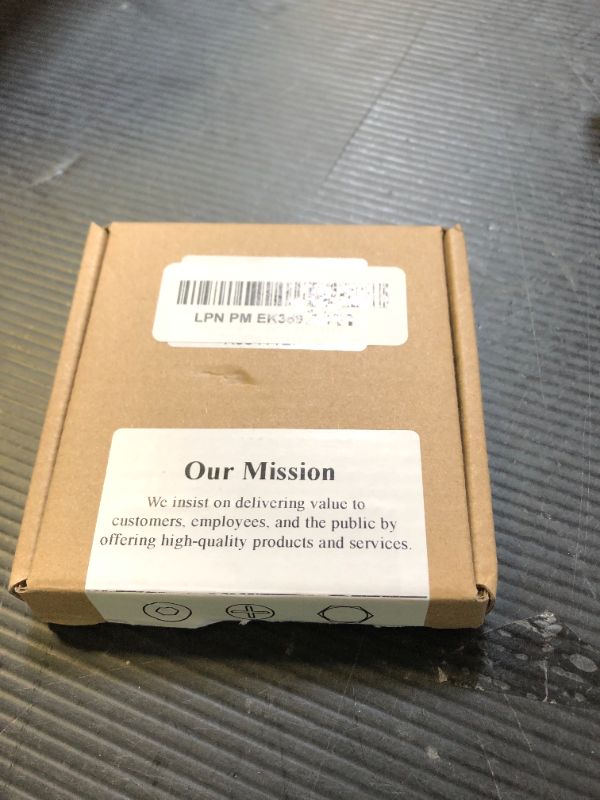 LPN PM
Our Mission
We insist on delivering value to
customers, employees, and the public by
offering high-quality products and services.